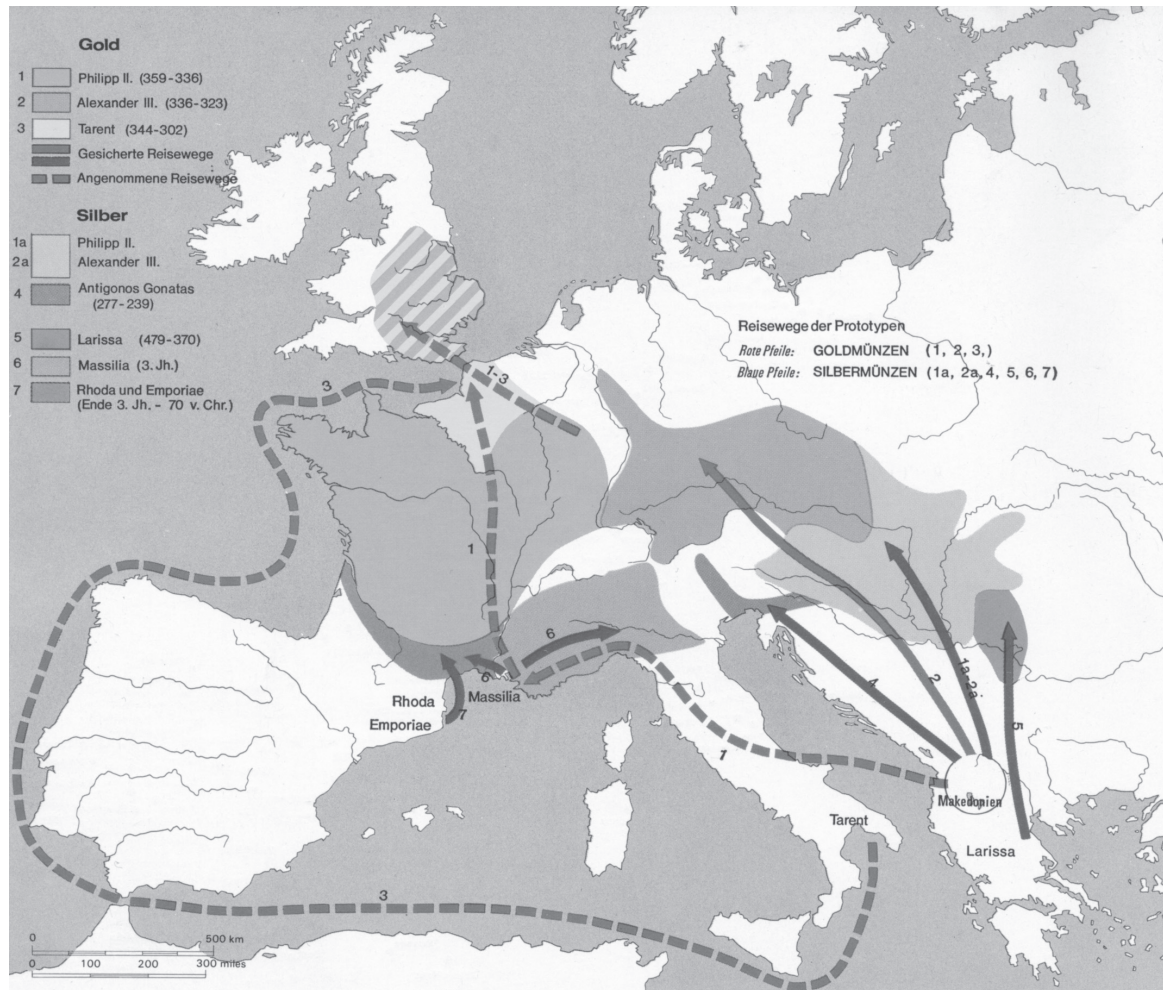 Gold
1 Philipp II. (359-336)
2 Alexander III. (336-323)
3 Tarent (344-302)
Gesicherte Reisewege
Angenommene Reisewege
Silber
1a Philipp II.
2a Alexander III.
4 Antigonos Gonatas
(277-239)
5 Larissa (479-370)
6 Massilia (3. Jh.)
7 Rhoda und Emporiae
(Ende 3. Jh. - 70 v. Chr.)
Reisewege der Prototypen
Rote Pfeile: GOLDMÜNZEN (1, 2, 3,)
Blaue Pfeile: SILBERMÜNZEN (1a, 2a, 4, 5, 6, 7)
3
1-3
1
6
6
7
Rhoda
Emporiae
Massilia
1
4
2
1a-2a
5
Makedonien
Tarent
Larissa
3
0 500 km
0 100 200 300 miles